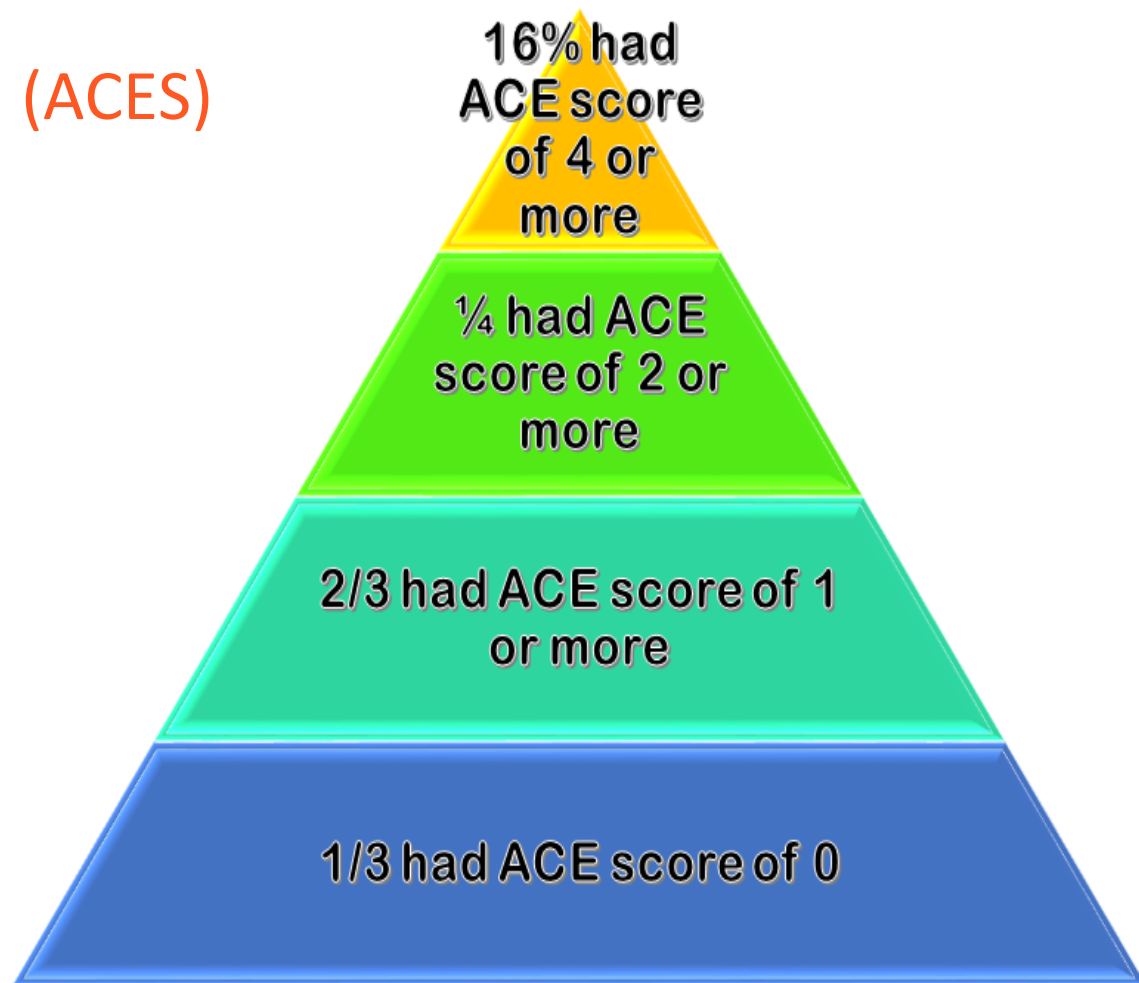 (ACES)
16% had
ACE score
of 4 or
more
¼ had ACE
score of 2 or
more
2/3 had ACE score of 1
or more
1/3 had ACE score of 0